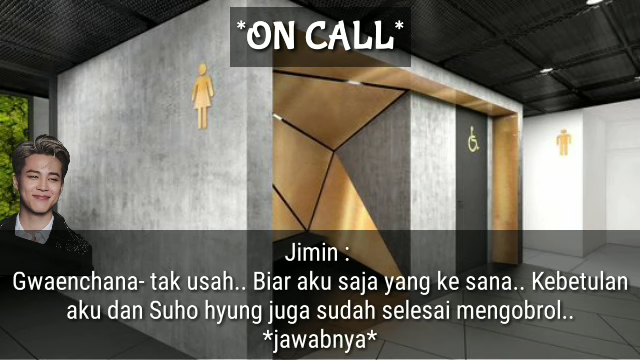 *ON CALL*
Jimin :
Gwaenchana- tak usah.. Biar aku saja yang ke sana.. Kebetulan
aku dan Suho hyung juga sudah selesai mengobrol..
*jawabnya*